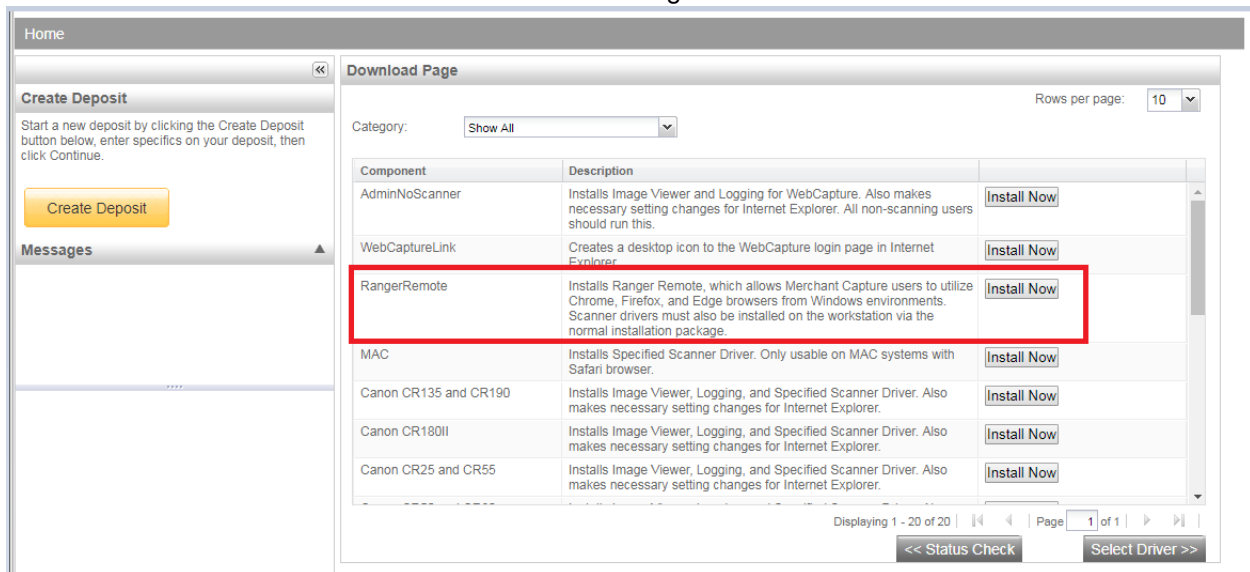 Home
Create Deposit
Start a new deposit by clicking the Create Deposit
button below, enter specifics on your deposit, then
click Continue.
Create Deposit
Messages
Download Page
Rows per page: 10
Category: Show All
Component Description
AdminNoScanner Installs Image Viewer and Logging for WebCapture. Also makes
necessary setting changes for Internet Explorer. All non-scanning users
should run this.
Install Now
WebCaptureLink Creates a desktop icon to the WebCapture login page in Internet
Explorer.
Install Now
RangerRemote Installs Ranger Remote, which allows Merchant Capture users to utilize
Chrome, Firefox, and Edge browsers from Windows environments.
Scanner drivers must also be installed on the workstation via the
normal installation package.
Install Now
MAC Installs Specified Scanner Driver. Only usable on MAC systems with
Safari browser.
Install Now
Canon CR135 and CR190 Installs Image Viewer, Logging, and Specified Scanner Driver. Also
makes necessary setting changes for Internet Explorer.
Install Now
Canon CR180II Installs Image Viewer, Logging, and Specified Scanner Driver. Also
makes necessary setting changes for Internet Explorer.
Install Now
Canon CR25 and CR55 Installs Image Viewer, Logging, and Specified Scanner Driver. Also
makes necessary setting changes for Internet Explorer.
Install Now
Displaying 1 - 20 of 20 Page 1 of 1
<< Status Check Select Driver >>